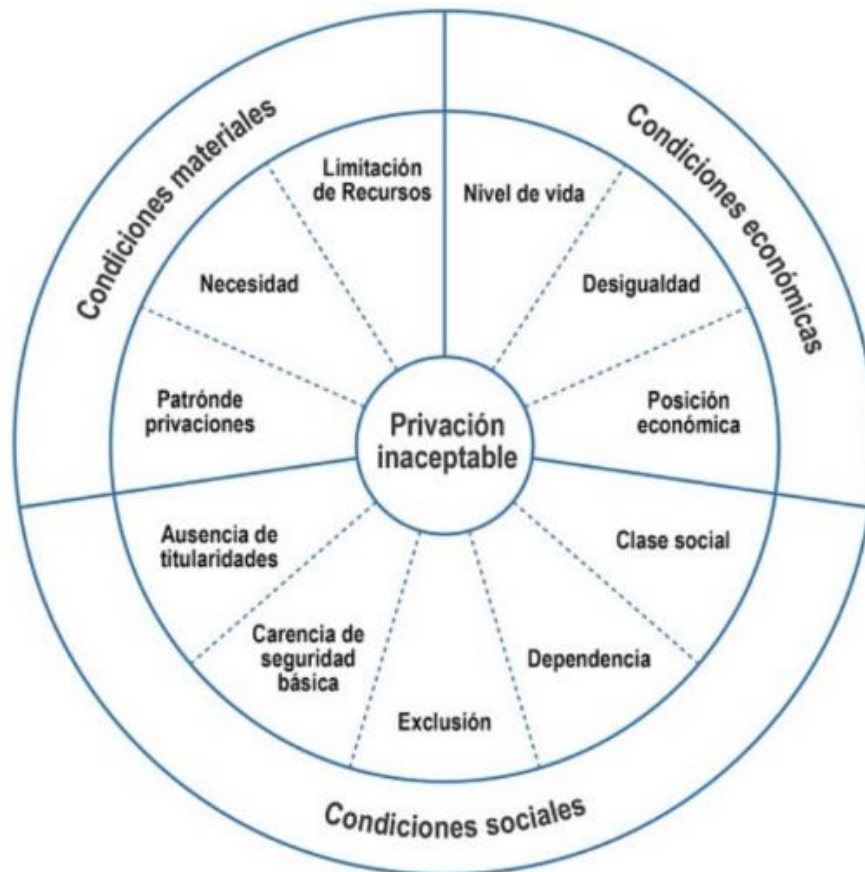 Condiciones materiales
Condiciones económicas
Limitación
de Recursos
Nivel de vida
Necesidad
Desigualdad
Patrónde
privaciones
Privación
inaceptable
Posición
económica
Ausencia de
titularidades
Clase social
Carencia de
seguridad
básica
Dependencia
Exclusión
Condiciones sociales